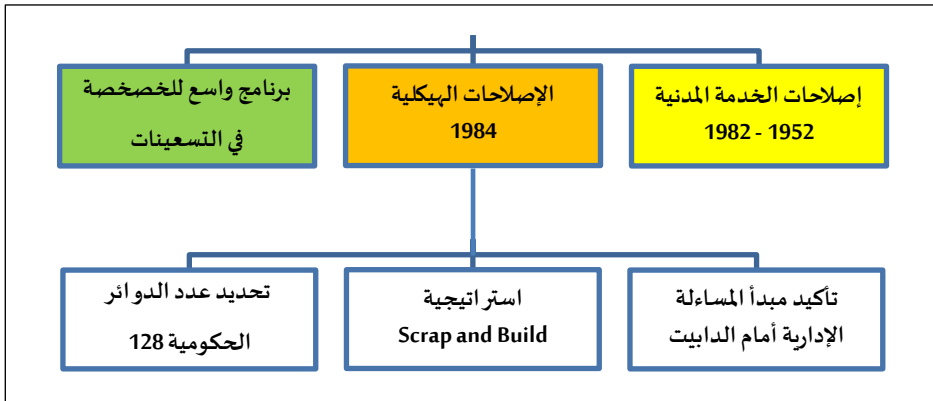 إصلاحات الخدمة المدنية
1952 - 1982
الإصلاحات الهيكلية
1984
برنامج واسع للخصخصة
في التسعينات
تأكيد مبدأ المساءلة
الإدارية أمام الدابيت
استراتيجية
Scrap and Build
تحديد عدد الدوائر
الحكومية 128